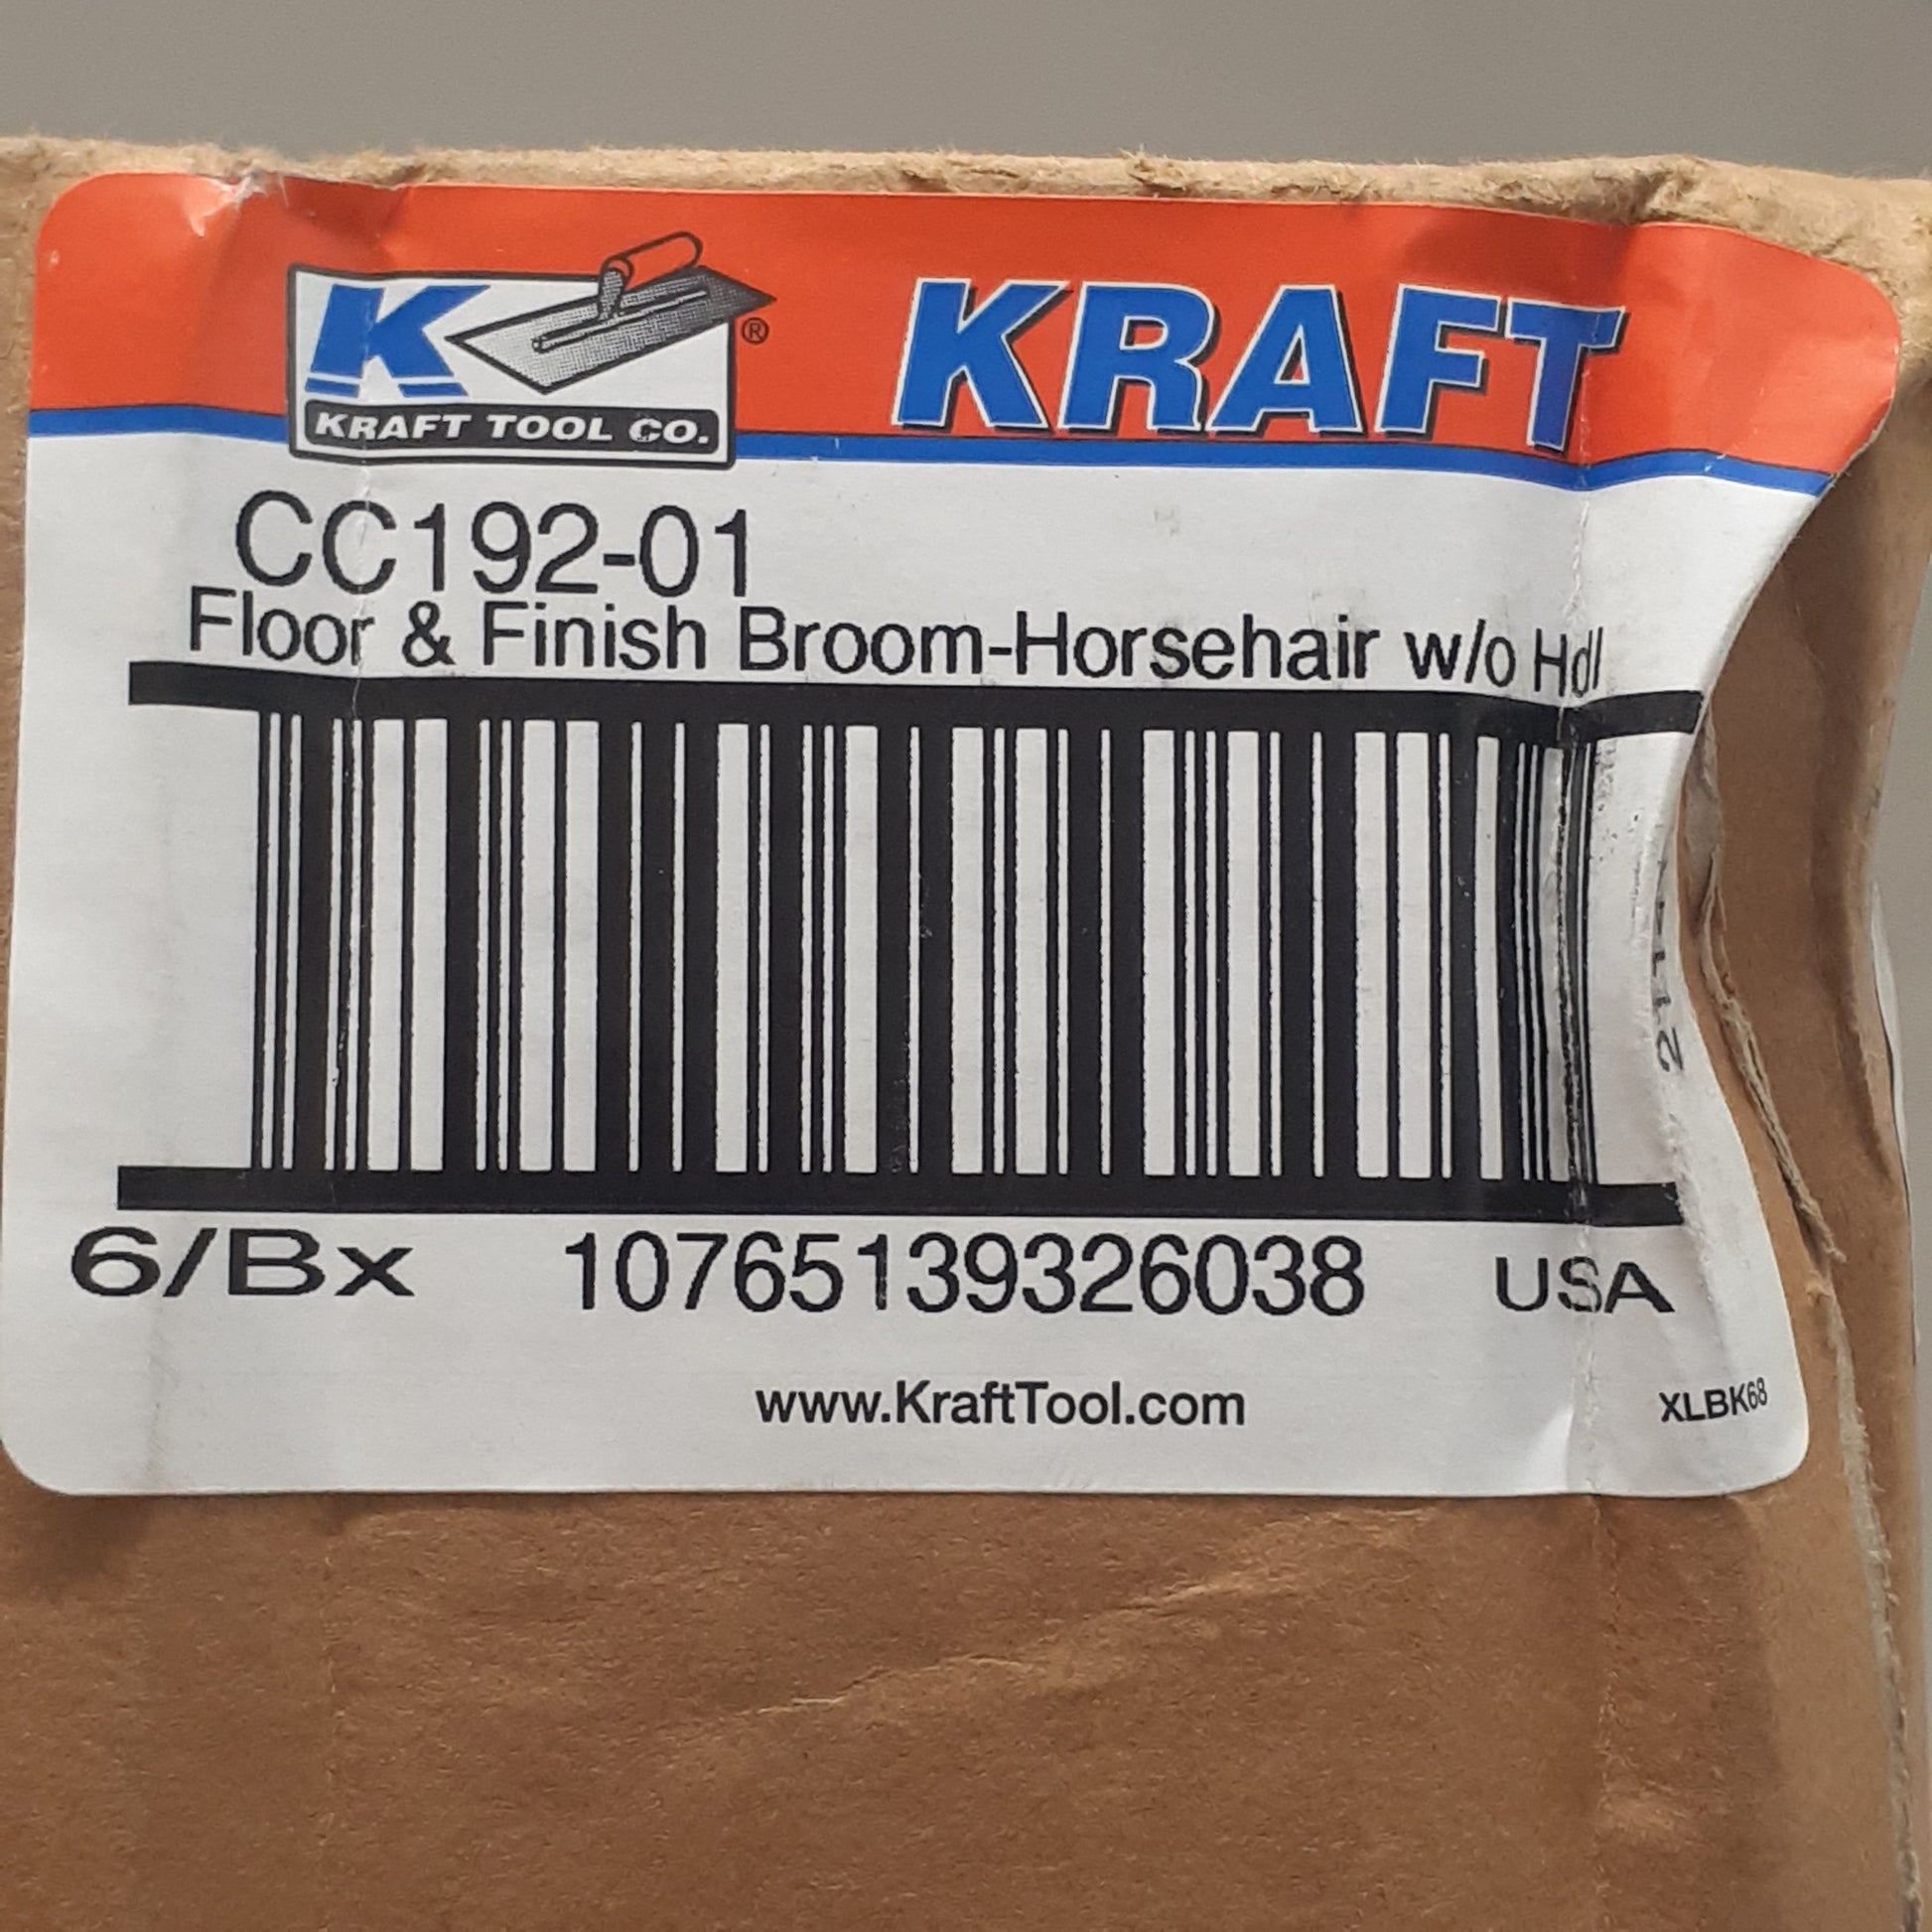 K ®
KRAFT TOOL CO.
KRAFT
CC192-01
Floor & Finish Broom-Horsehair w/o Hdl
6/Bx 10765139326038 USA
www.KraftTool.com
XLBK68